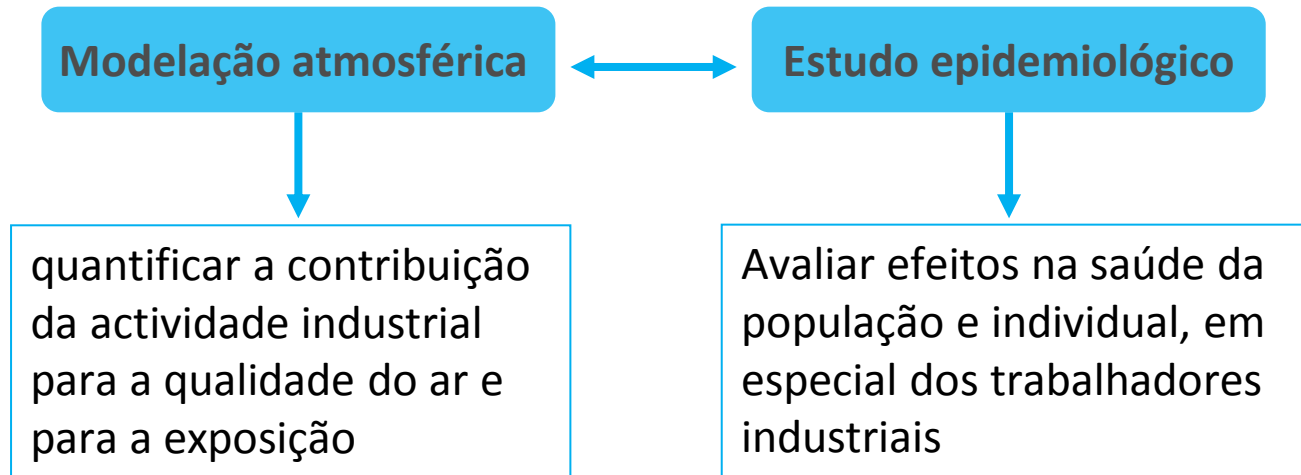 Modelação atmosférica
Estudo epidemiológico
quantificar a contribuição
da actividade industrial
para a qualidade do ar e
para a exposição
Avaliar efeitos na saúde da
população e individual, em
especial dos trabalhadores
industriais